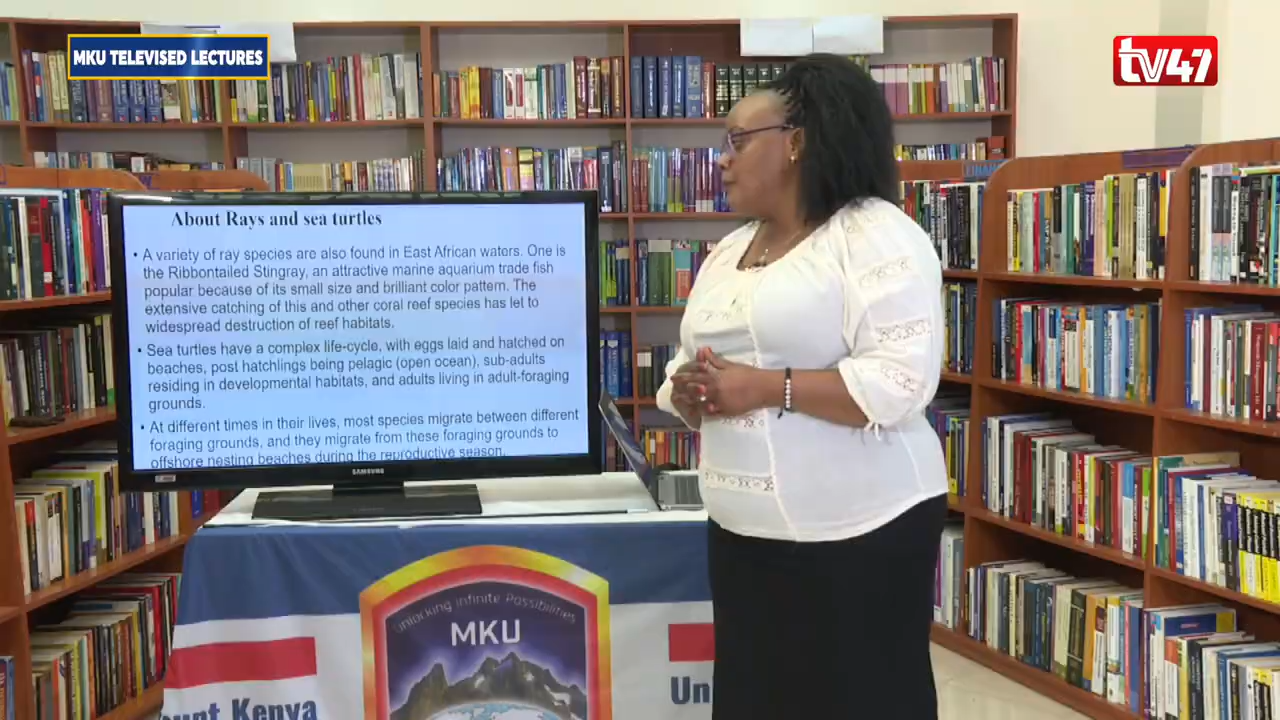 MKU TELEVISED LECTURES
tv47
About Rays and sea turtles
• A variety of ray species are also found in East African waters. One is
the Ribbontailed Stingray, an attractive marine aquarium trade fish
popular because of its small size and brilliant color pattern. The
extensive catching of this and other coral reef species has let to
widespread destruction of reef habitats.
• Sea turtles have a complex life-cycle, with eggs laid and hatched on
beaches, post hatchlings being pelagic (open ocean), sub-adults
residing in developmental habitats, and adults living in adult-foraging
grounds.
• At different times in their lives, most species migrate between different
foraging grounds, and they migrate from these foraging grounds to
offshore nesting beaches during the reproductive season.
SAMSUNG
Unlocking Infinite Possibilities
MKU
ount Kenya
Un